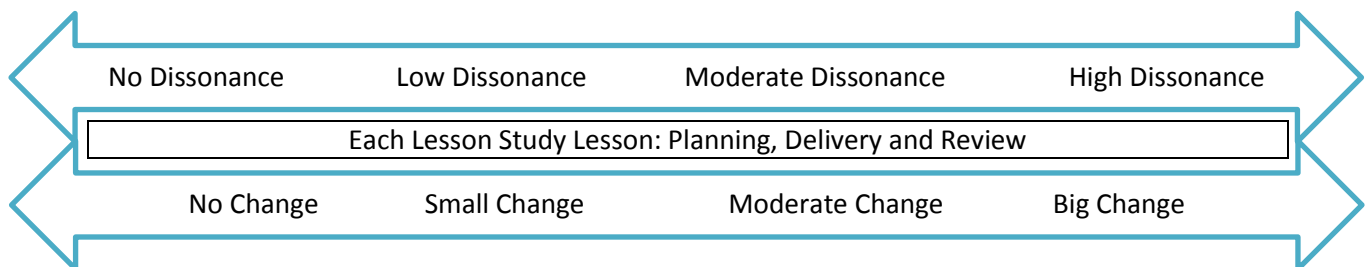 No Dissonance Low Dissonance Moderate Dissonance High Dissonance
Each Lesson Study Lesson: Planning, Delivery and Review
No Change Small Change Moderate Change Big Change